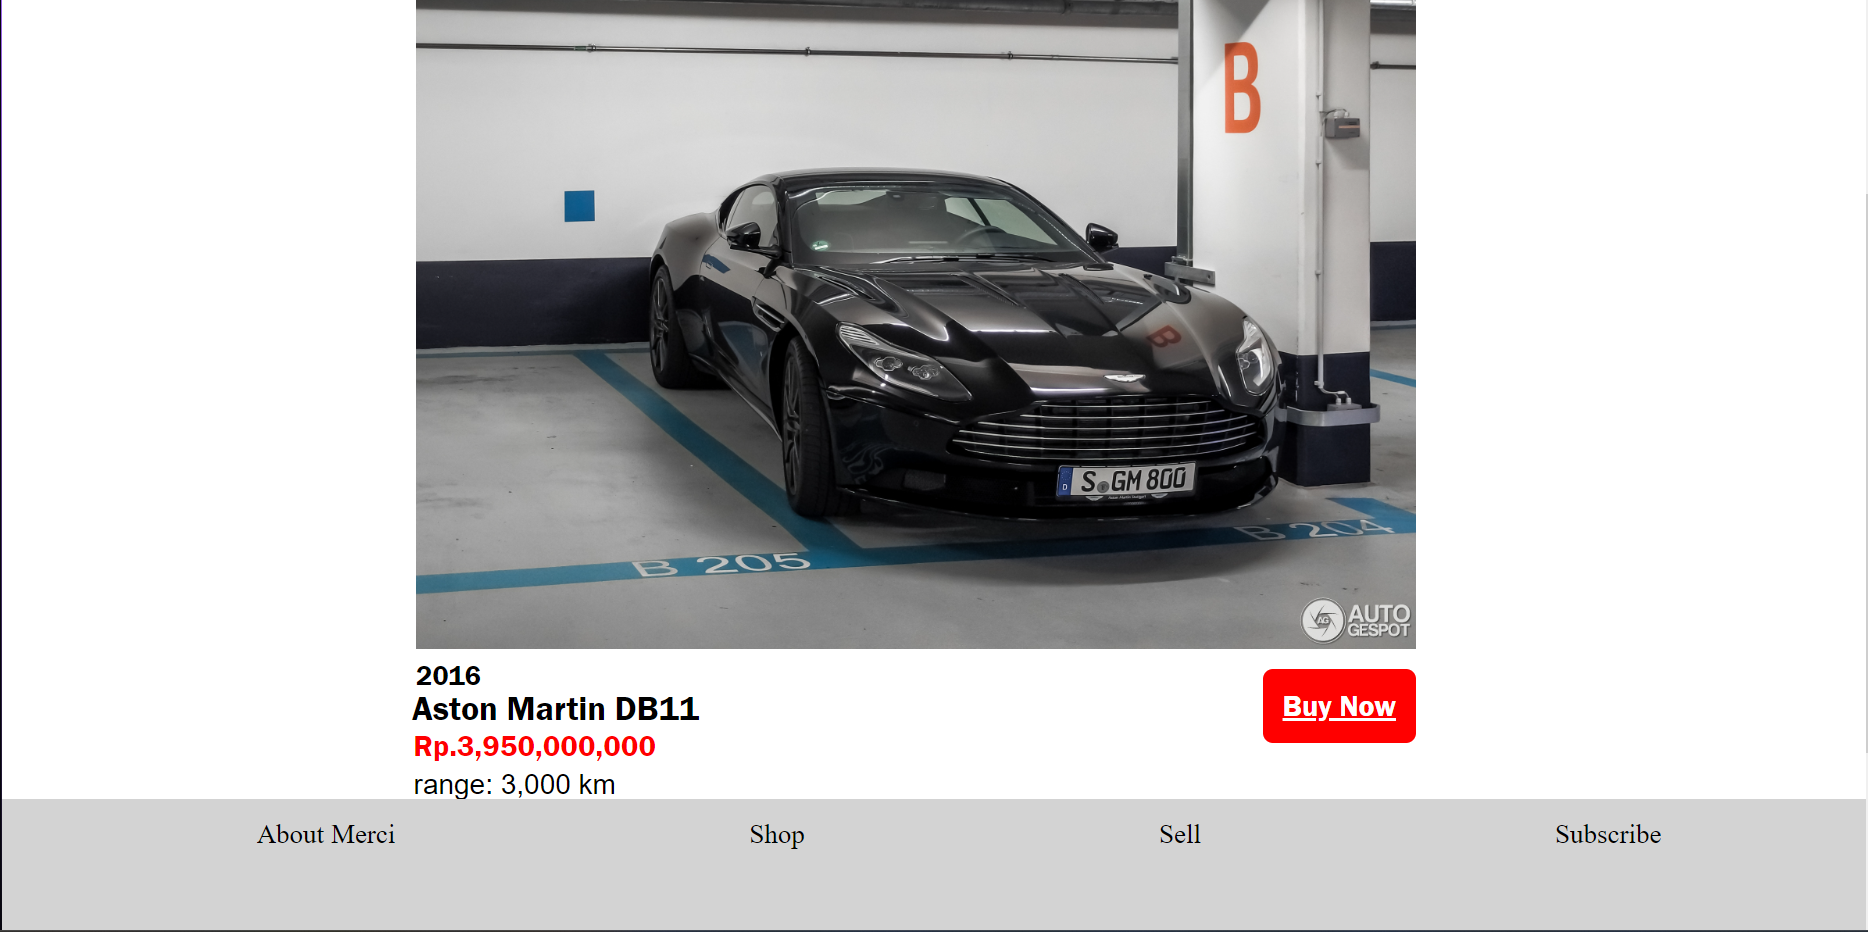 B
B
S GM 800
D
B 204
B 205
AG
AUTO
GESPOT
2016
Aston Martin DB11
Rp.3,950,000,000
Buy Now
range: 3,000 km
About Merci
Shop
Sell
Subscribe